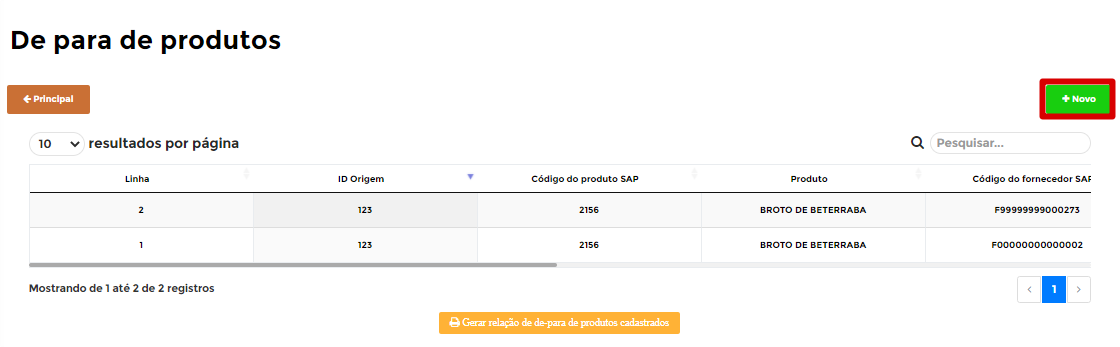 De para de produtos
Principal
Novo
10 resultados por página
Pesquisar...
Linha ID Origem Código do produto SAP Produto Código do fornecedor SAP
2 123 2156 BROTO DE BETERRABA F99999999000273
1 123 2156 BROTO DE BETERRABA F00000000000002
Mostrando de 1 até 2 de 2 registros
‹ 1 ›
Gerar relação de de-para de produtos cadastrados